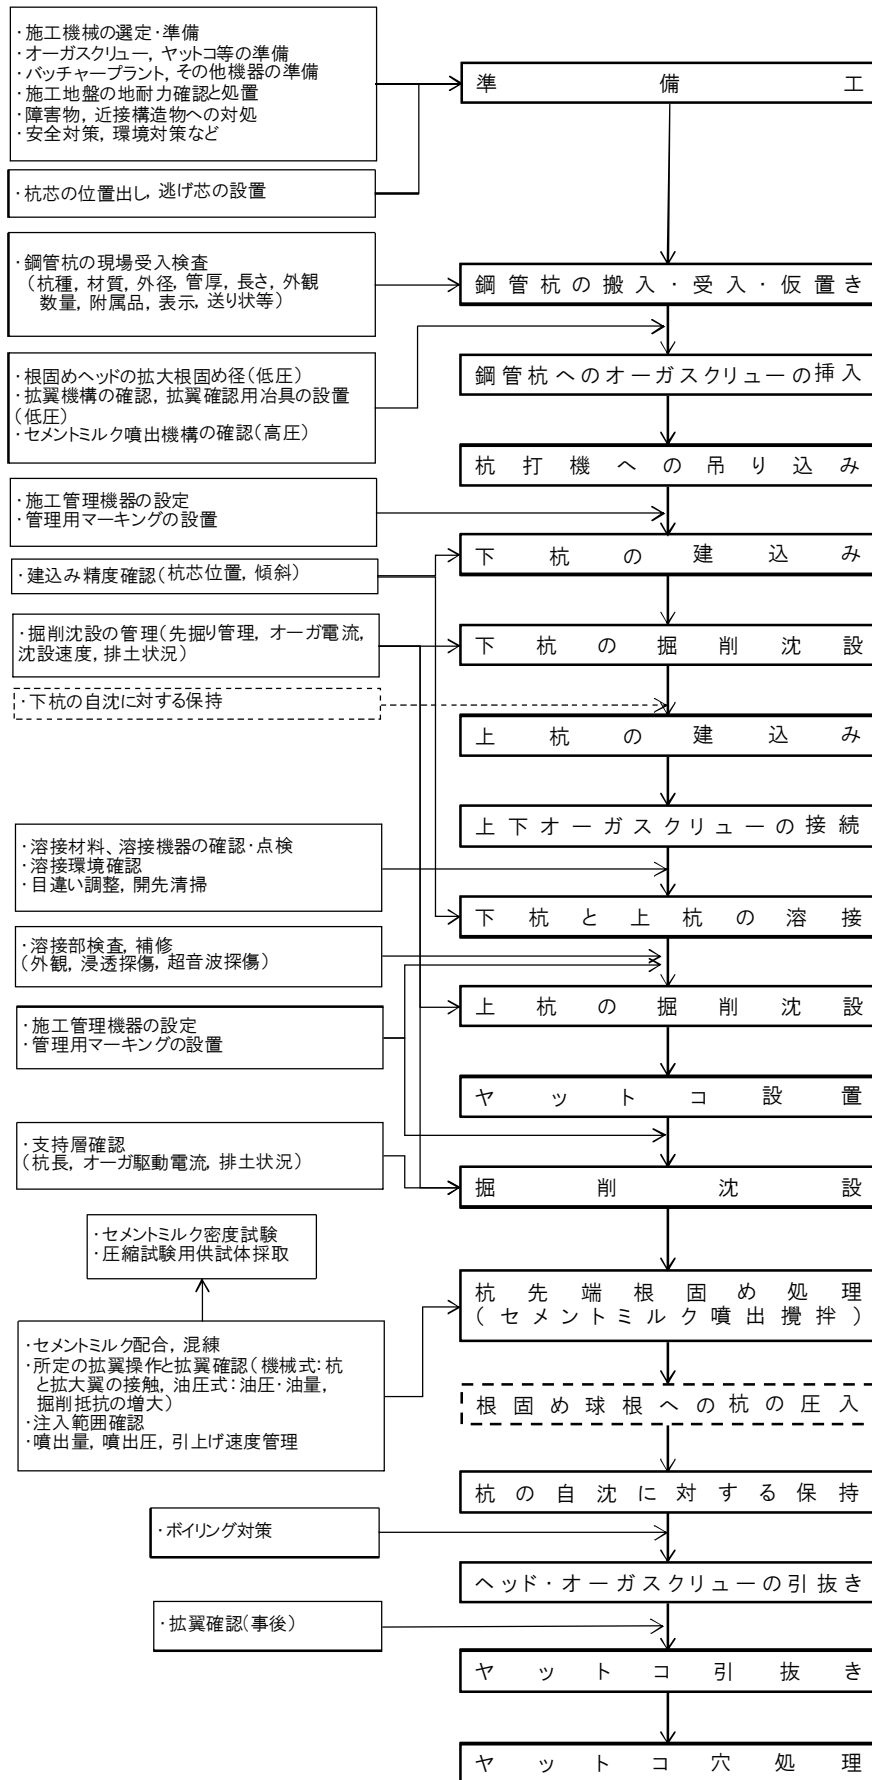 ・施工機械の選定・準備
・オーガスクリュー, ヤットコ等の準備
・バッチャープラント, その他機器の準備
・施工地盤の地耐力確認と処置
・障害物, 近接構造物への対処
・安全対策, 環境対策など
準備工
・杭芯の位置出し, 逃げ芯の設置
・鋼管杭の現場受入検査
(杭種, 材質, 外径, 管厚, 長さ, 外観
数量, 附属品, 表示, 送り状等)
鋼管杭の搬入・受入・仮置き
・根固めヘッドの拡大根固め径(低圧)
・拡翼機構の確認, 拡翼確認用冶具の設置
(低圧)
・セメントミルク噴出機構の確認(高圧)
鋼管杭へのオーガスクリューの挿入
杭打機への吊り込み
・施工管理機器の設定
・管理用マーキングの設置
下杭の建込み
・建込み精度確認(杭芯位置, 傾斜)
・掘削沈設の管理(先掘り管理, オーガ電流,
沈設速度, 排土状況)
下杭の掘削沈設
・下杭の自沈に対する保持
上杭の建込み
上下オーガスクリューの接続
・溶接材料、溶接機器の確認・点検
・溶接環境確認
・目違い調整, 開先清掃
下杭と上杭の溶接
・溶接部検査, 補修
(外観, 浸透探傷, 超音波探傷)
上杭の掘削沈設
・施工管理機器の設定
・管理用マーキングの設置
ヤットコ設置
・支持層確認
(杭長, オーガ駆動電流, 排土状況)
掘削沈設
・セメントミルク密度試験
・圧縮試験用供試体採取
杭先端根固め処理
(セメントミルク噴出攪拌)
・セメントミルク配合, 混練
・所定の拡翼操作と拡翼確認(機械式:杭
と拡大翼の接触, 油圧式:油圧・油量,
掘削抵抗の増大)
・注入範囲確認
・噴出量, 噴出圧, 引上げ速度管理
根固め球根への杭の圧入
杭の自沈に対する保持
・ボイリング対策
ヘッド・オーガスクリューの引抜き
・拡翼確認(事後)
ヤットコ引抜き
ヤットコ穴処理